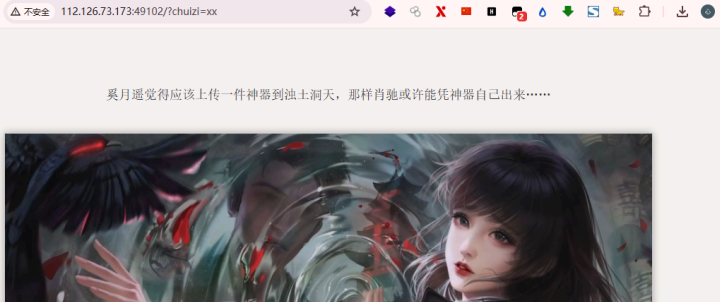 不安全 112.126.73.173:49102/?chuizi=xx
2
奚月遥觉得应该上传一件神器到浊土洞天，那样肖驰或许能凭神器自己出来……
囍